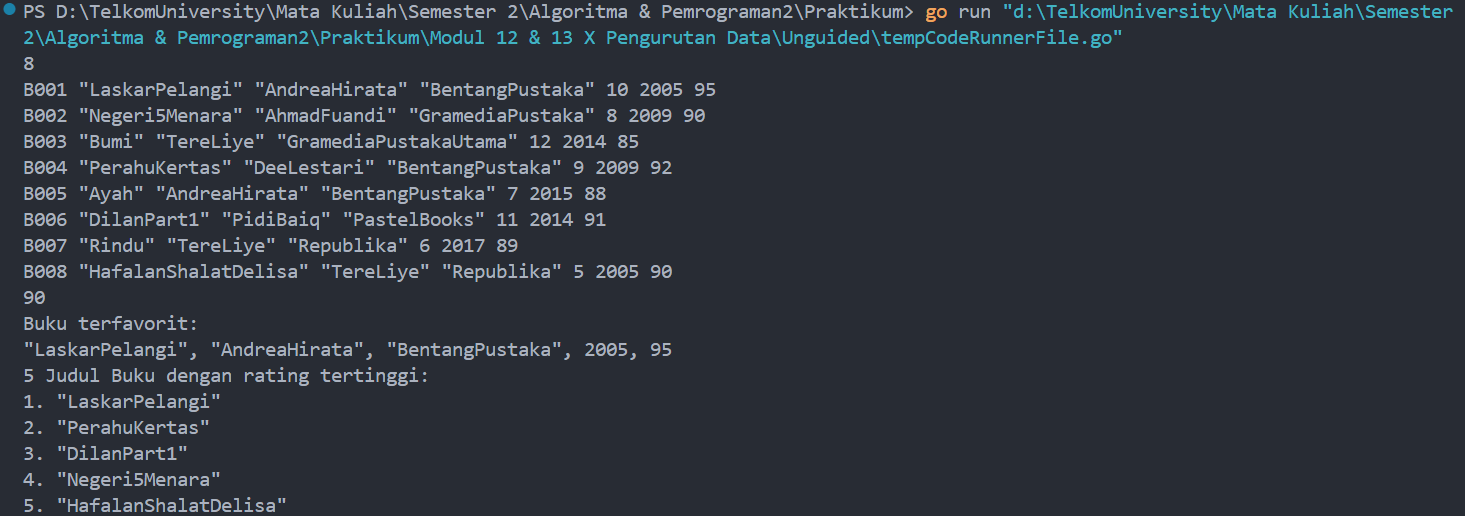 PS D:\TelkomUniversity\Mata Kuliah\Semester 2\Algoritma & Pemrograman2\Praktikum> go run "d:\TelkomUniversity\Mata Kuliah\Semester
2\Algoritma & Pemrograman2\Praktikum\Modul 12 & 13 X Pengurutan Data\Unguided\tempCodeRunnerFile.go"
8
B001 "LaskarPelangi" "AndreaHirata" "BentangPustaka" 10 2005 95
B002 "Negeri5Menara" "AhmadFuandi" "GramediaPustaka" 8 2009 90
B003 "Bumi" "TereLiye" "GramediaPustakaUtama" 12 2014 85
B004 "PerahuKertas" "DeeLestari" "BentangPustaka" 9 2009 92
B005 "Ayah" "AndreaHirata" "BentangPustaka" 7 2015 88
B006 "DilanPart1" "PidiBaiq" "PastelBooks" 11 2014 91
B007 "Rindu" "TereLiye" "Republika" 6 2017 89
B008 "HafalanShalatDelisa" "TereLiye" "Republika" 5 2005 90
90
Buku terfavorit:
"LaskarPelangi", "AndreaHirata", "BentangPustaka", 2005, 95
5 Judul Buku dengan rating tertinggi:
1. "LaskarPelangi"
2. "PerahuKertas"
3. "DilanPart1"
4. "Negeri5Menara"
5. "HafalanShalatDelisa"